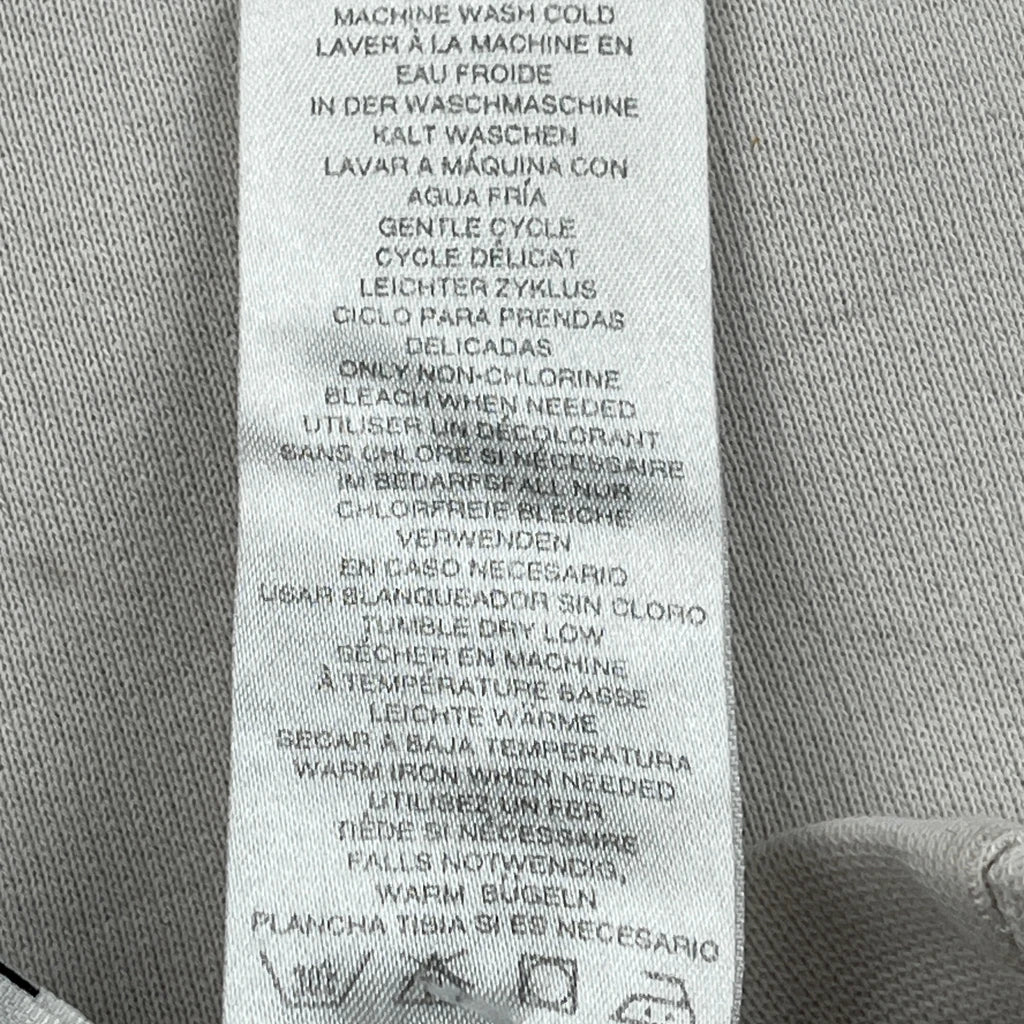 MACHINE WASH COLD
LAVER À LA MACHINE EN
EAU FROIDE
IN DER WASCHMASCHINE
KALT WASCHEN
LAVAR A MÁQUINA CON
AGUA FRÍA
GENTLE CYCLE
CYCLE DÉLICAT
LEICHTER ZYKLUS
CICLO PARA PRENDAS
DELICADAS
ONLY NON-CHLORINE
BLEACH WHEN NEEDED
UTILISER UN DÉCOLORANT
SANS CHLORE SI NÉCESSAIRE
IM BEDARFSFALL NUR
CHLORFREIE BLEICHE
VERWENDEN
EN CASO NECESARIO
USAR BLANQUEADOR SIN CLORO
TUMBLE DRY LOW
SÉCHER EN MACHINE
À TEMPÉRATURE BASSE
LEICHTE WÄRME
SECAR A BAJA TEMPERATURA
WARM IRON WHEN NEEDED
UTILISEZ UN FER
TIÈDE SI NÉCESSAIRE
FALLS NOTWENDIG,
WARM BÜGELN
PLANCHA TIBIA SI ES NECESARIO